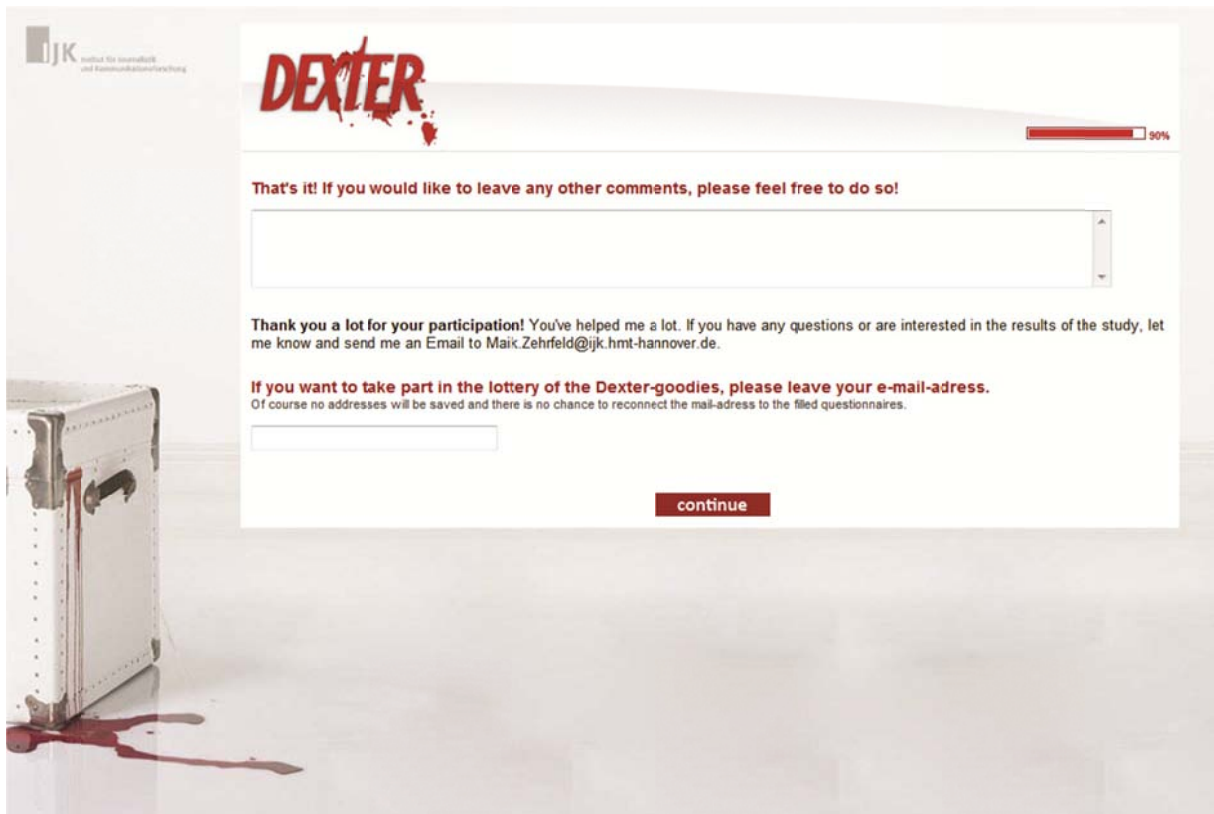 IJK Institut für Journalistik
und Kommunikationsforschung
DEXTER
90%
That's it! If you would like to leave any other comments, please feel free to do so!
Thank you a lot for your participation! You've helped me a lot. If you have any questions or are interested in the results of the study, let
me know and send me an Email to Maik.Zehrfeld@ijk.hmt-hannover.de.
If you want to take part in the lottery of the Dexter-goodies, please leave your e-mail-adress.
Of course no addresses will be saved and there is no chance to reconnect the mail-adress to the filled questionnaires.
continue